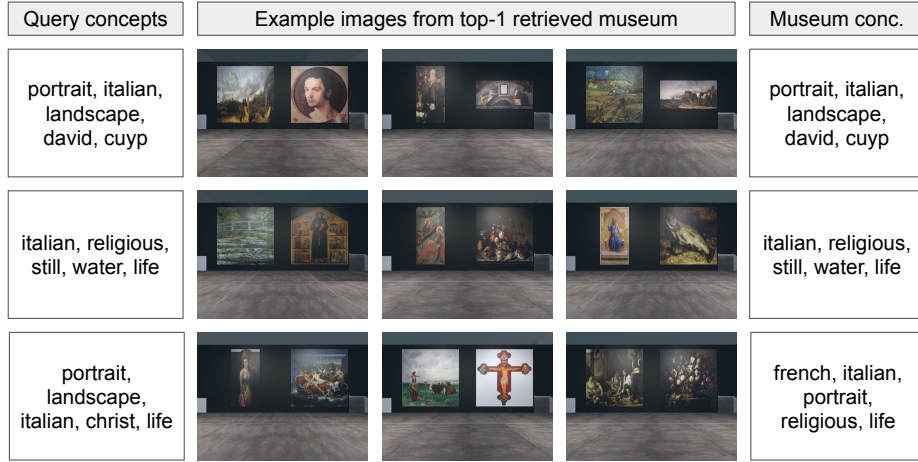 Query concepts
Example images from top-1 retrieved museum
Museum conc.
portrait, italian,
landscape,
david, cuyp
portrait, italian,
landscape,
david, cuyp
italian, religious,
still, water, life
italian, religious,
still, water, life
portrait,
landscape,
italian, christ, life
french, italian,
portrait,
religious, life